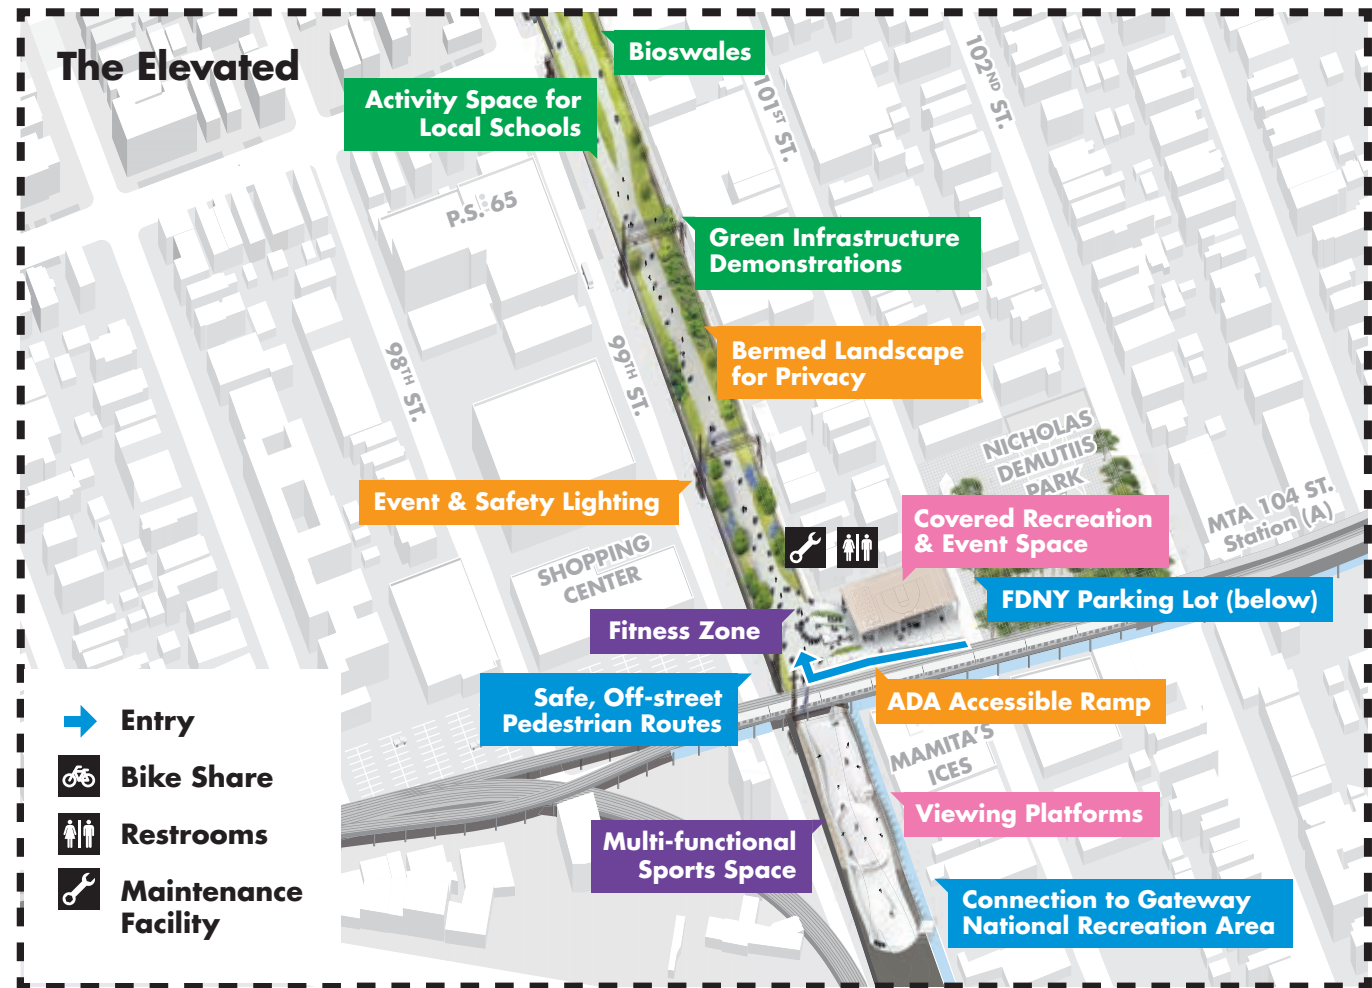 The Elevated
Bioswales
Activity Space for
Local Schools
101ST ST.
102ND ST.
P.S. 65
Green Infrastructure
Demonstrations
98TH ST.
99TH ST.
Bermed Landscape
for Privacy
NICHOLAS
DEMUTIIS
PARK
Event & Safety Lighting
Covered Recreation
& Event Space
MTA 104 ST.
Station (A)
SHOPPING
CENTER
FDNY Parking Lot (below)
Fitness Zone
Safe, Off-street
Pedestrian Routes
ADA Accessible Ramp
MAMITA'S
ICES
Viewing Platforms
Multi-functional
Sports Space
Connection to Gateway
National Recreation Area
Entry
Bike Share
Restrooms
Maintenance
Facility